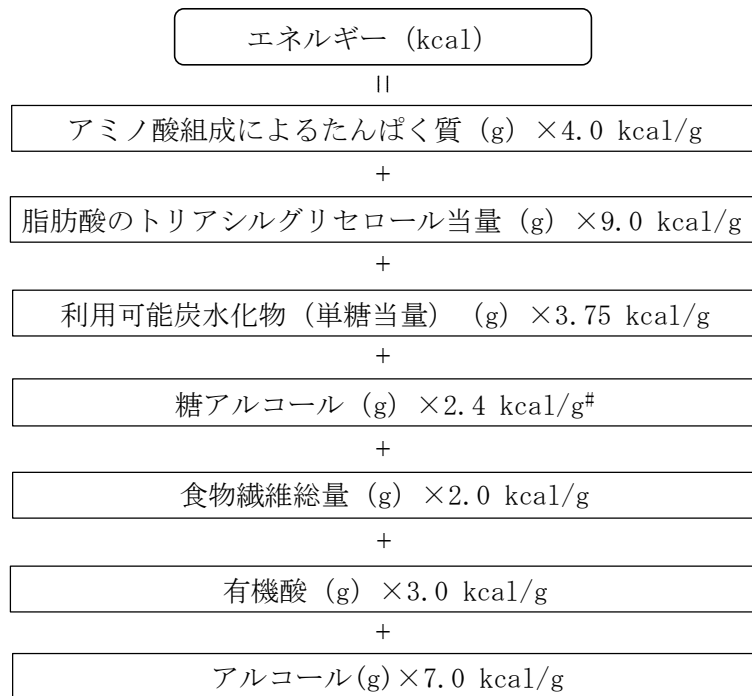 エネルギー (kcal)
=
アミノ酸組成によるたんぱく質 (g) ×4.0 kcal/g
+
脂肪酸のトリアシルグリセロール当量 (g) ×9.0 kcal/g
+
利用可能炭水化物 (単糖当量) (g) ×3.75 kcal/g
+
糖アルコール (g) ×2.4 kcal/g#
+
食物繊維総量 (g) ×2.0 kcal/g
+
有機酸 (g) ×3.0 kcal/g
+
アルコール(g)×7.0 kcal/g